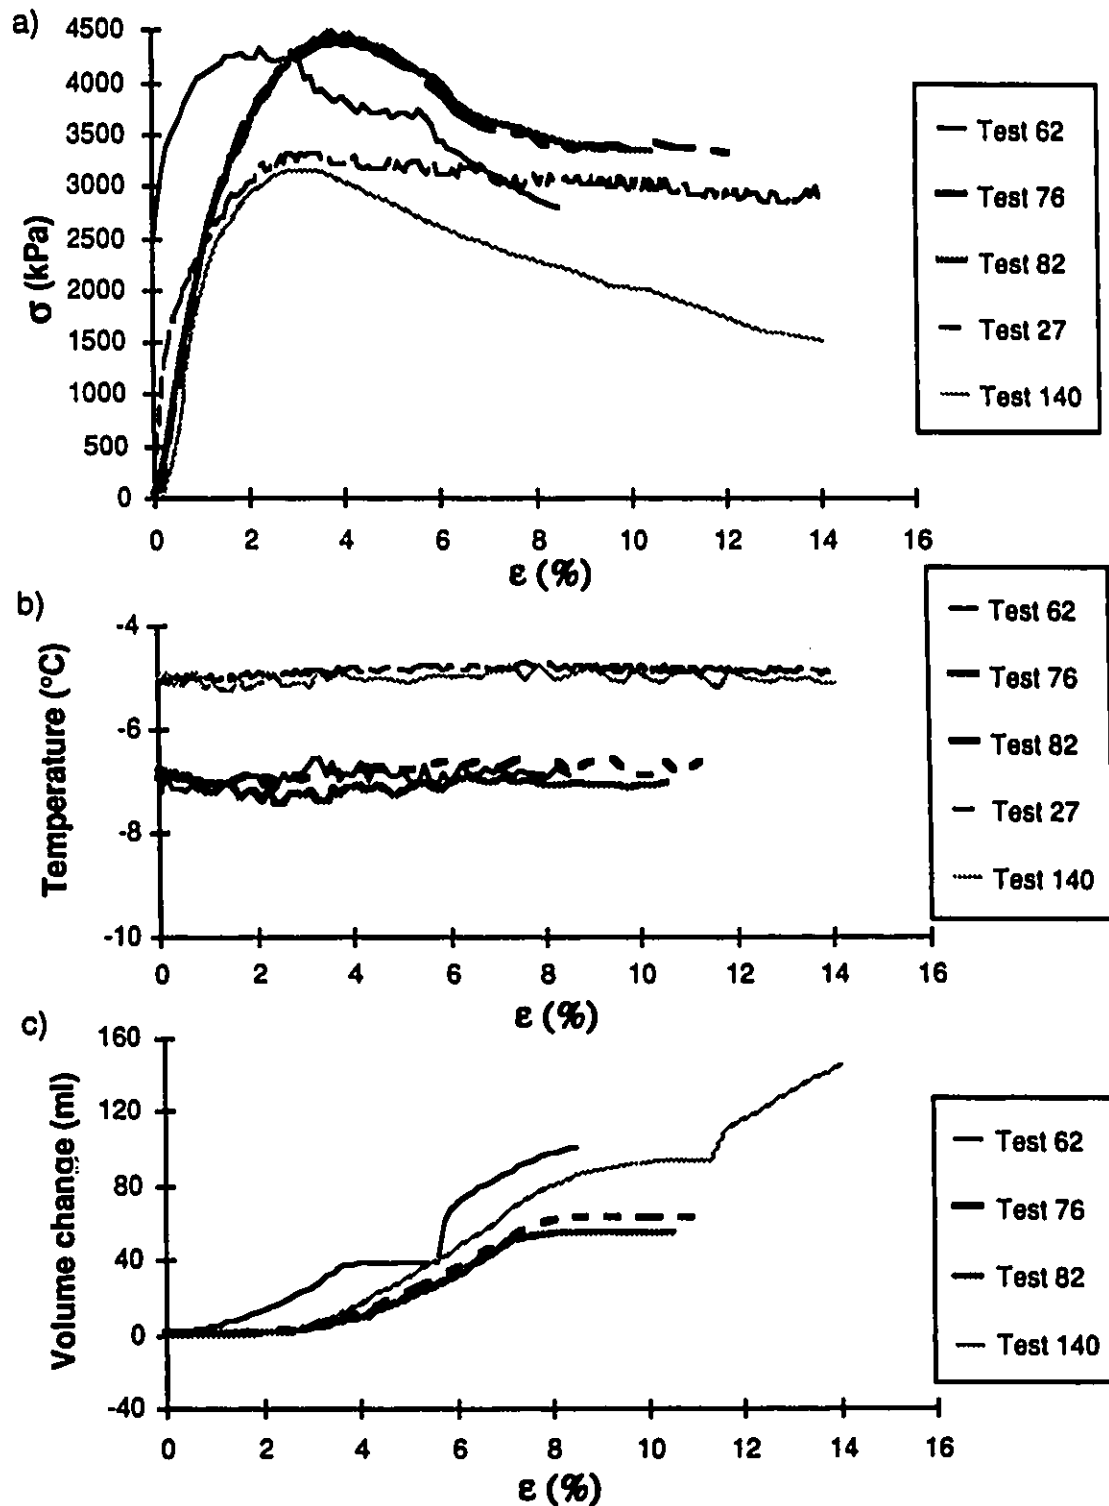 a)
4500
4000
3500
3000
2500
2000
1500
1000
500
0
σ (kPa)
0 2 4 6 8 10 12 14 16
ε (%)
Test 62
Test 76
Test 82
Test 27
Test 140
b)
-4
-6
-8
-10
Temperature (°C)
0 2 4 6 8 10 12 14 16
ε (%)
Test 62
Test 76
Test 82
Test 27
Test 140
c)
160
120
80
40
0
-40
Volume change (ml)
0 2 4 6 8 10 12 14 16
ε (%)
Test 62
Test 76
Test 82
Test 140